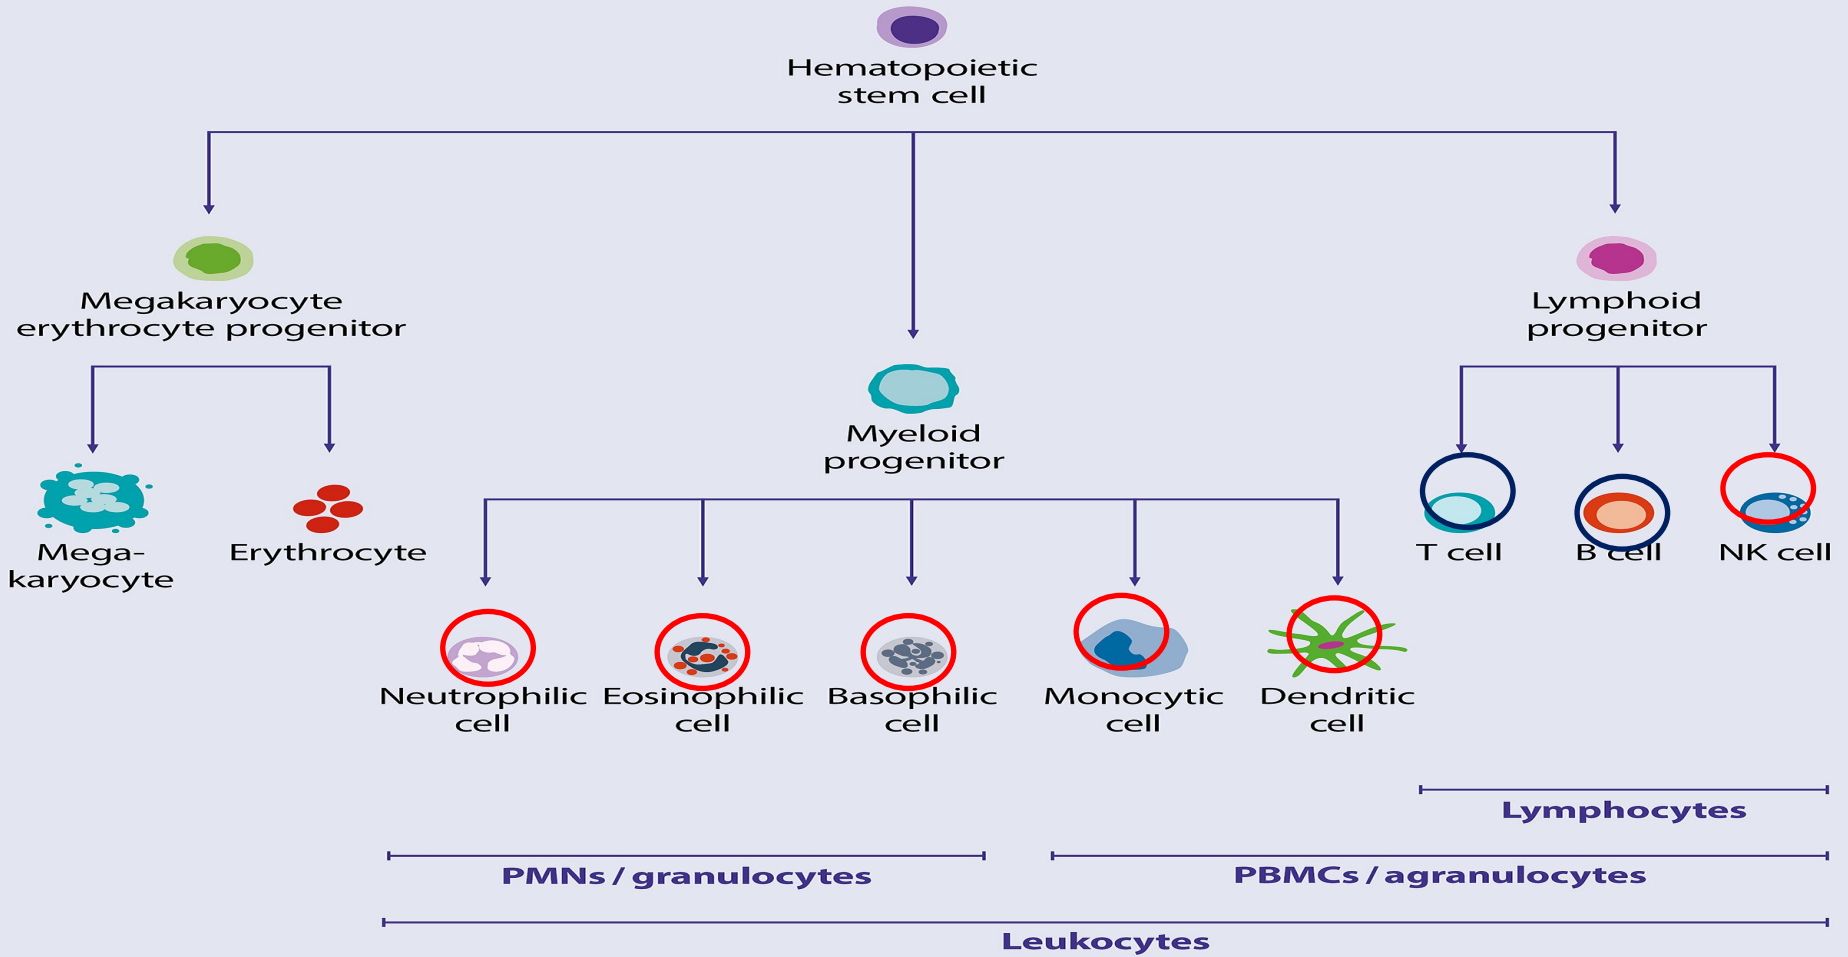 Hematopoietic
stem cell
Megakaryocyte
erythrocyte progenitor
Lymphoid
progenitor
Myeloid
progenitor
Mega-
karyocyte
Erythrocyte
T cell
B cell
NK cell
Neutrophilic
cell
Eosinophilic
cell
Basophilic
cell
Monocytic
cell
Dendritic
cell
Lymphocytes
PMNs / granulocytes
PBMCs / agranulocytes
Leukocytes